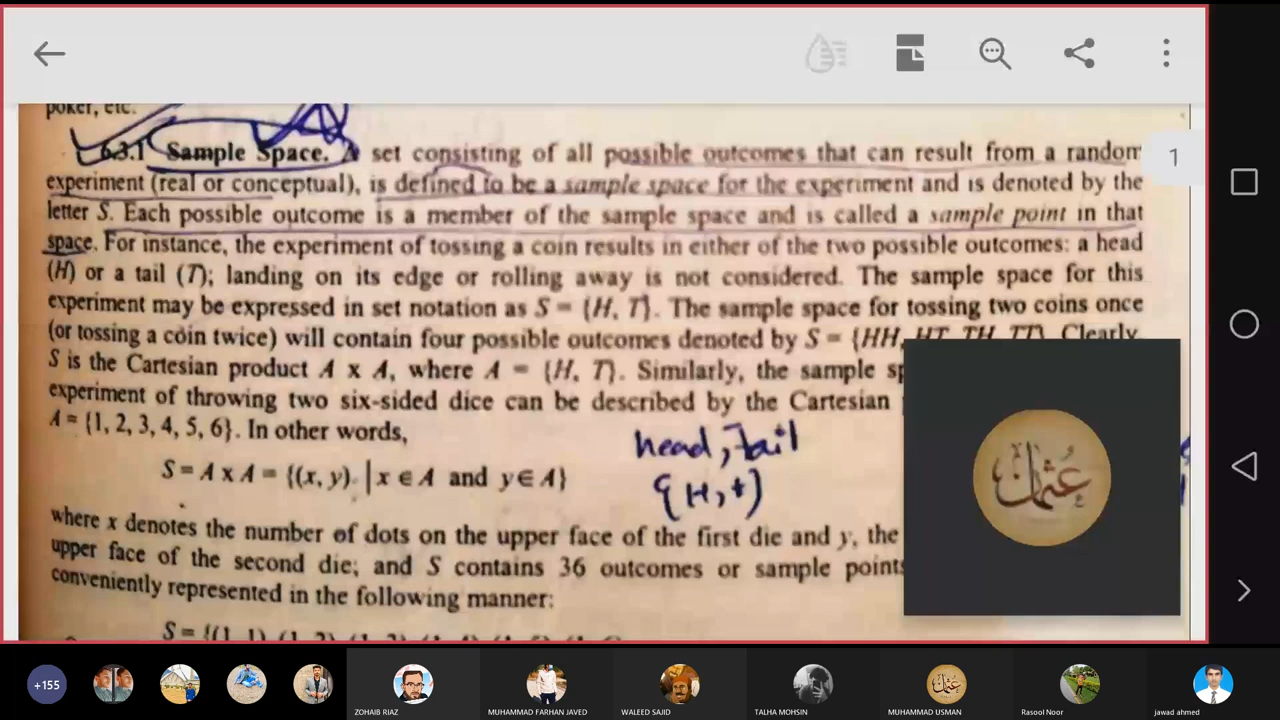 poker, etc.
1
6.3.1 Sample Space. A set consisting of all possible outcomes that can result from a random
experiment (real or conceptual), is defined to be a sample space for the experiment and is denoted by the
letter S. Each possible outcome is a member of the sample space and is called a sample point in that
space. For instance, the experiment of tossing a coin results in either of the two possible outcomes: a head
(H) or a tail (T); landing on its edge or rolling away is not considered. The sample space for this
experiment may be expressed in set notation as S = {H, T}. The sample space for tossing two coins once
(or tossing a coin twice) will contain four possible outcomes denoted by S = {HH, HT, TH, TT}. Clearly,
S is the Cartesian product A x A, where A = {H, T}. Similarly, the sample
experiment of throwing two six-sided dice can be described by the Cartesian
A = {1, 2, 3, 4, 5, 6}. In other words,
head, Tail
S = A x A = {(x, y) | x ∈ A and y ∈ A}
{H, t}
عثمان
where x denotes the number of dots on the upper face of the first die and y, the
upper face of the second die; and S contains 36 outcomes or sample points
conveniently represented in the following manner:
+155
ZOHAIB RIAZ
MUHAMMAD FARHAN JAVED
WALEED SAJID
TALHA MOHSIN
MUHAMMAD USMAN
Rasool Noor
jawad ahmed